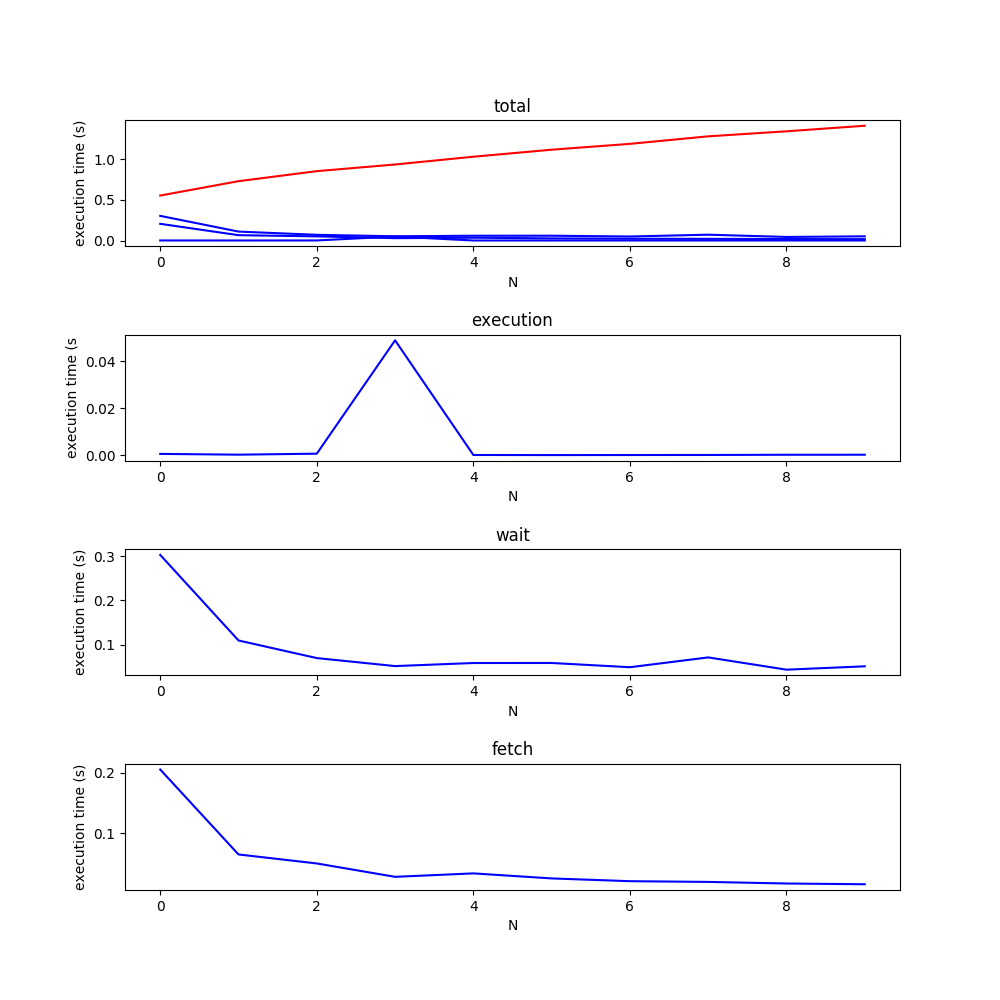 total
execution time (s)
1.0
0.5
0.0
0 2 4 6 8
N
execution
execution time (s
0.04
0.02
0.00
0 2 4 6 8
N
wait
execution time (s)
0.3
0.2
0.1
0 2 4 6 8
N
fetch
execution time (s)
0.2
0.1
0 2 4 6 8
N